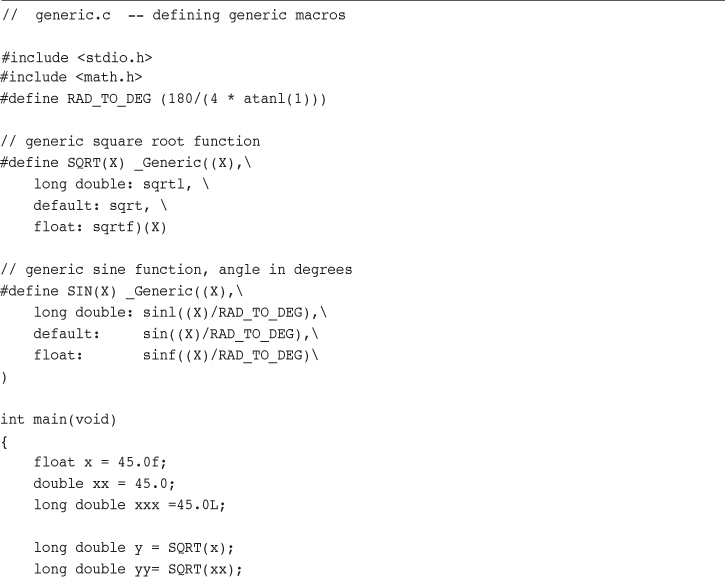 //  generic.c  -- defining generic macros

#include <stdio.h>
#include <math.h>
#define RAD_TO_DEG (180/(4 * atanl(1)))

// generic square root function
#define SQRT(X) _Generic((X),\
    long double: sqrtl, \
    default: sqrt, \
    float: sqrtf)(X)

// generic sine function, angle in degrees
#define SIN(X) _Generic((X),\
    long double: sinl((X)/RAD_TO_DEG),\
    default:     sin((X)/RAD_TO_DEG),\
    float:       sinf((X)/RAD_TO_DEG)\
)

int main(void)
{
    float x = 45.0f;
    double xx = 45.0;
    long double xxx =45.0L;

    long double y = SQRT(x);
    long double yy= SQRT(xx);